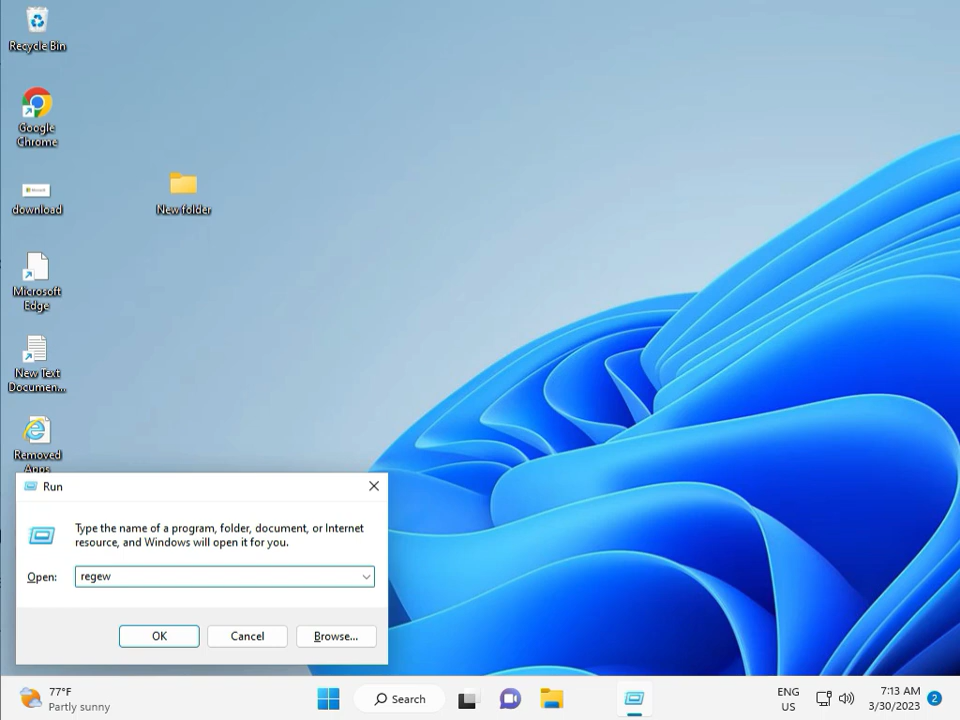 Recycle Bin
Google
Chrome
download
New folder
Microsoft
Edge
New Text
Documen...
Removed
Apps
Run
Type the name of a program, folder, document, or Internet
resource, and Windows will open it for you.
Open:
regew
OK
Cancel
Browse...
77°F
Partly sunny
Search
ENG
US
7:13 AM
3/30/2023
2